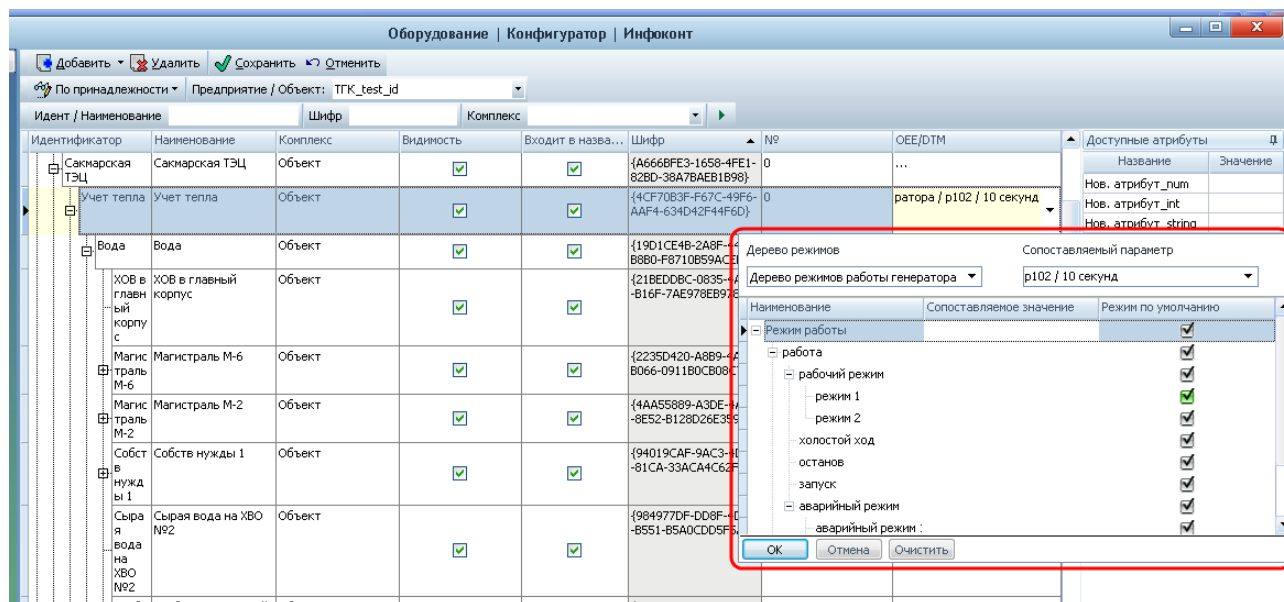 Оборудование | Конфигуратор | Инфоконт
Добавить Удалить Сохранить Отменить
По принадлежности Предприятие / Объект: ТГК_test_id
Идент / Наименование Шифр Комплекс
Идентификатор Наименование Комплекс Видимость Входит в назва... Шифр № OEE/DTM
Сакмарская ТЭЦ Сакмарская ТЭЦ Объект {A666BFE3-1658-4FE1- 0 ...
82BD-38A7BAEB1B98}
Учет тепла Учет тепла Объект {4CF70B3F-F67C-49F6- 0 ратора / p102 / 10 секунд
AAF4-634D42F44F6D}
Вода Вода Объект {19D1CE4B-2A8F-
B8B0-F8710B59ACE
ХОВ в главный корпус ХОВ в главный корпус Объект {21BEDDBC-0835-
-B16F-7AE978EB978
Магистраль М-6 Магистраль М-6 Объект {2235D420-A8B9-
B066-0911B0CB08
Магистраль М-2 Магистраль М-2 Объект {4AA55889-A3DE-
-8E52-B128D26E359
Собств нужды 1 Собств нужды 1 Объект {94019CAF-9AC3-
-81CA-33ACA4C62F
Сырая вода на ХВО №2 Сырая вода на ХВО №2 Объект {984977DF-DD8F-
-B551-B5A0CDD5F
Доступные атрибуты
Название Значение
Нов. атрибут_num
Нов. атрибут_int
Нов. атрибут_string
Дерево режимов Сопоставляемый параметр
Дерево режимов работы генератора p102 / 10 секунд
Наименование Сопоставляемое значение Режим по умолчанию
Режим работы
работа
рабочий режим
режим 1
режим 2
холостой ход
останов
запуск
аварийный режим
аварийный режим
OK Отмена Очистить